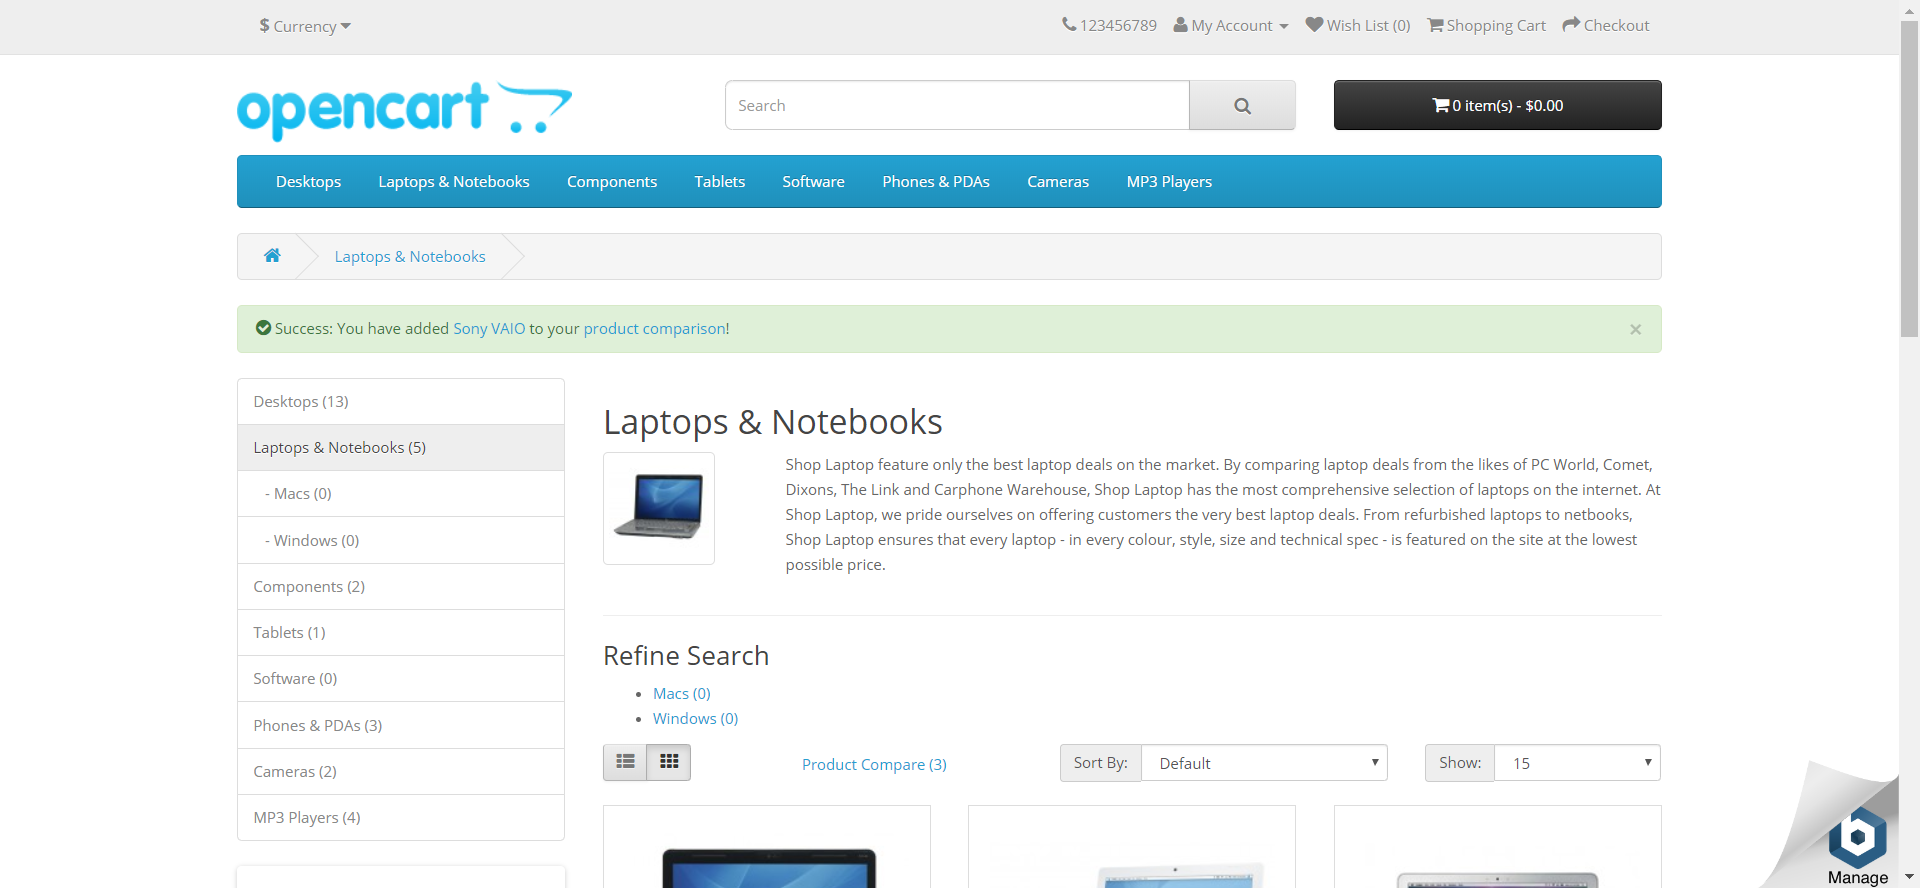 $ Currency
123456789 My Account Wish List (0) Shopping Cart Checkout
opencart
Search
0 item(s) - $0.00
Desktops Laptops & Notebooks Components Tablets Software Phones & PDAs Cameras MP3 Players
Laptops & Notebooks
Success: You have added Sony VAIO to your product comparison!
×
Desktops (13)
Laptops & Notebooks (5)
- Macs (0)
- Windows (0)
Components (2)
Tablets (1)
Software (0)
Phones & PDAs (3)
Cameras (2)
MP3 Players (4)
Laptops & Notebooks
Shop Laptop feature only the best laptop deals on the market. By comparing laptop deals from the likes of PC World, Comet,
Dixons, The Link and Carphone Warehouse, Shop Laptop has the most comprehensive selection of laptops on the internet. At
Shop Laptop, we pride ourselves on offering customers the very best laptop deals. From refurbished laptops to netbooks,
Shop Laptop ensures that every laptop - in every colour, style, size and technical spec - is featured on the site at the lowest
possible price.
Refine Search
Macs (0)
Windows (0)
Product Compare (3)
Sort By: Default
Show: 15
b
Manage